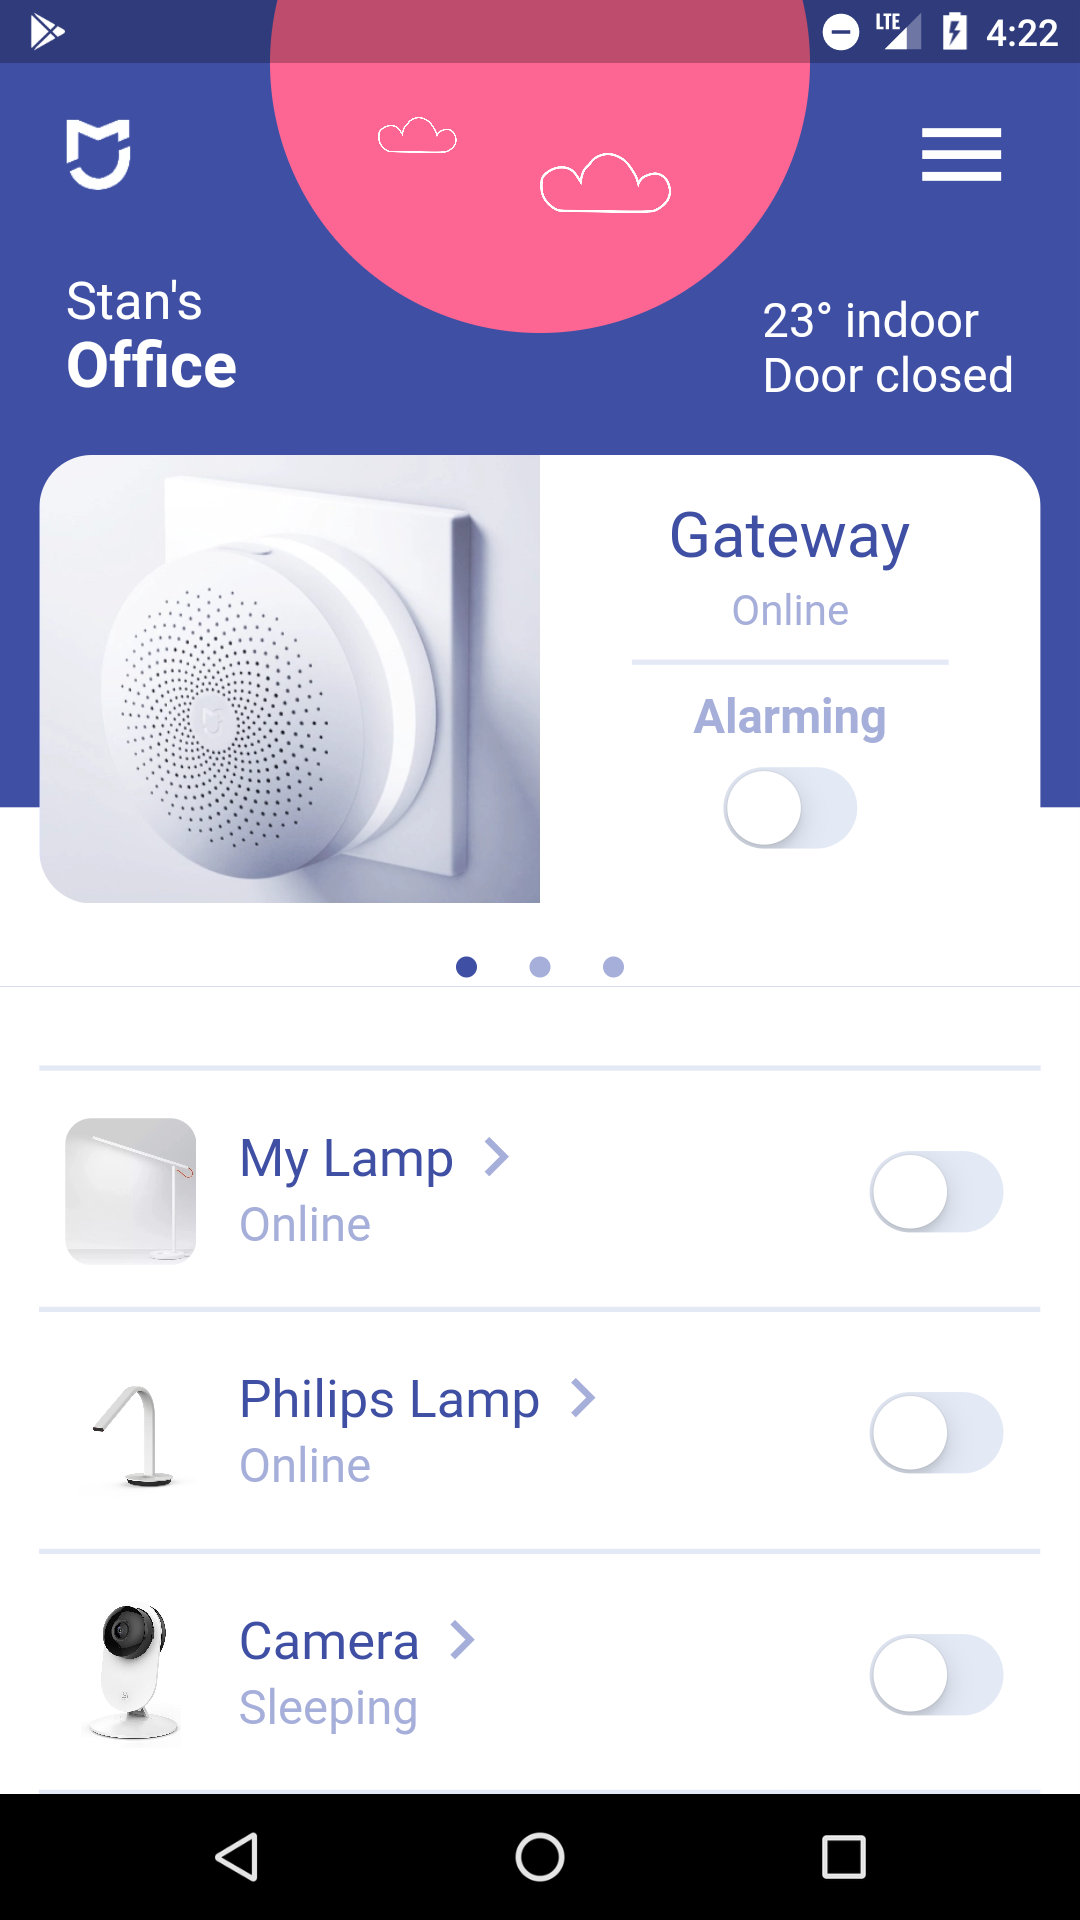 LTE 4:22
Stan's
Office
23° indoor
Door closed
Gateway
Online
Alarming
My Lamp
Online
Philips Lamp
Online
Camera
Sleeping